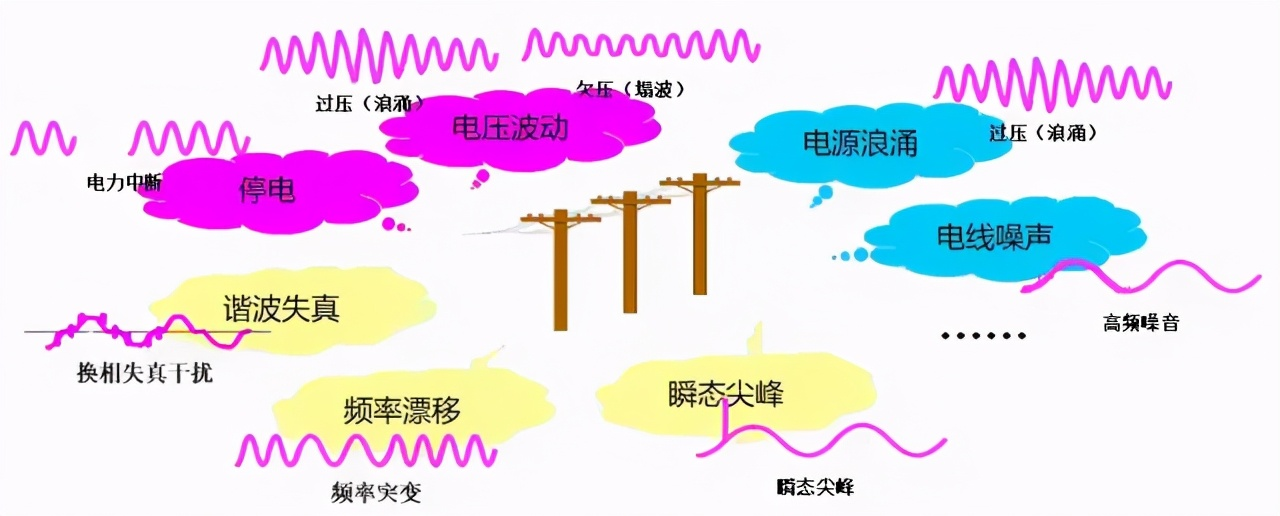 过压（浪涌）
欠压（塌波）
电压波动
电源浪涌
过压（浪涌）
电力中断
停电
电线噪声
高频噪音
谐波失真
换相失真干扰
......
频率漂移
频率突变
瞬态尖峰
瞬态尖峰